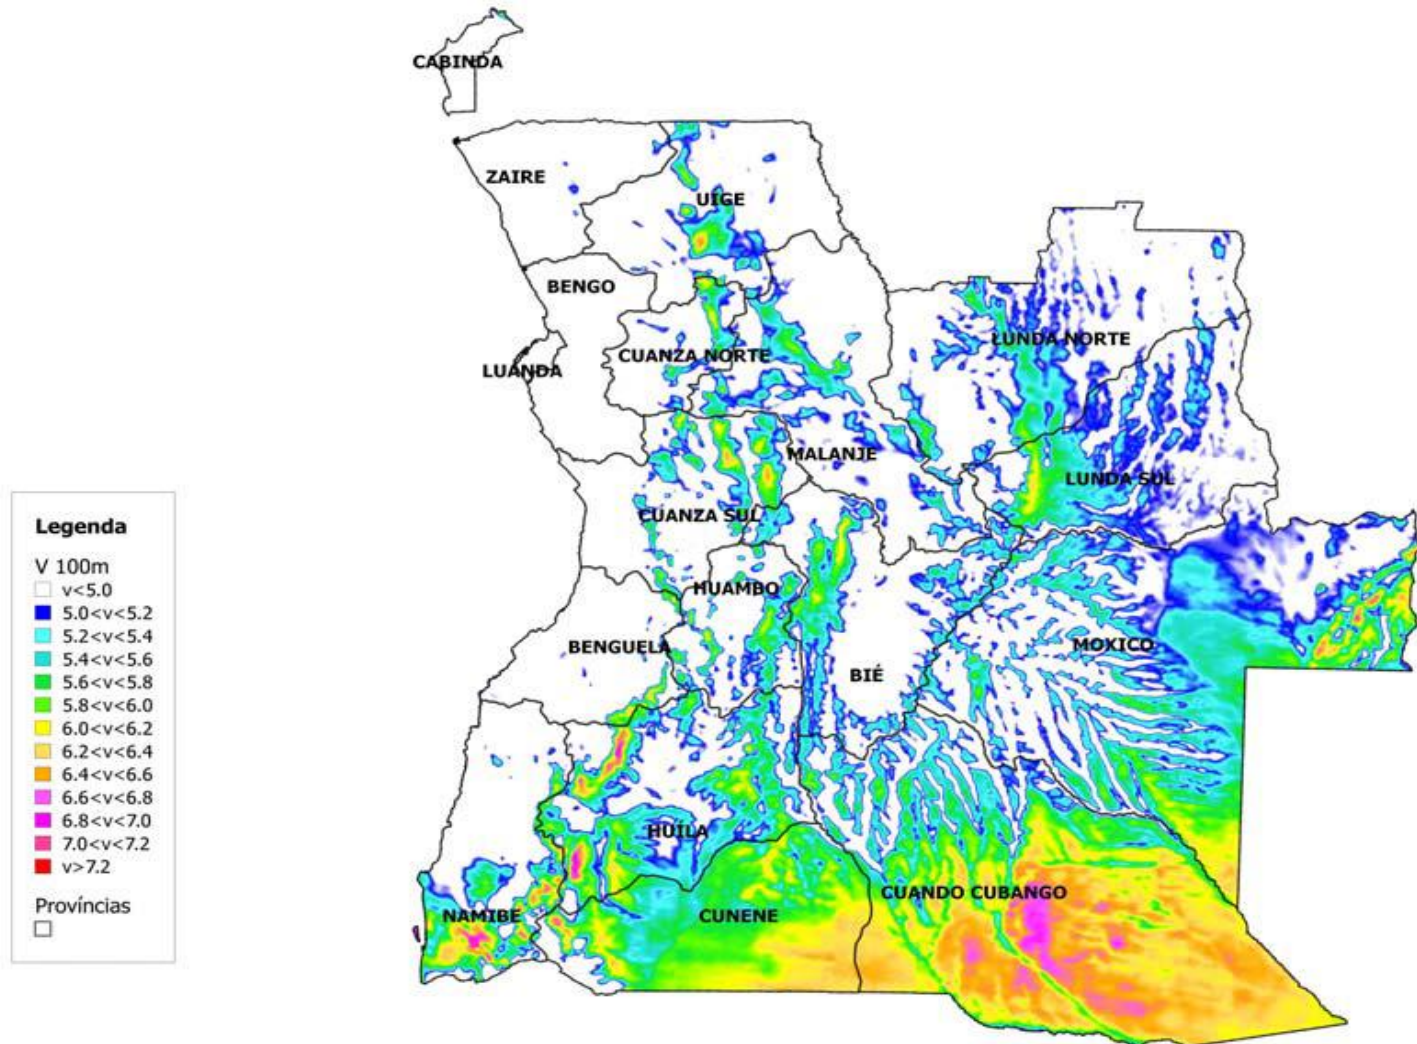 CABINDA
ZAIRE
UIGE
BENGO
LUNDA NORTE
CUANZA NORTE
LUANDA
MALANJE
LUNDA SUL
CUANZA SUL
HUAMBO
BENGUELA
MOXICO
BIÉ
HUÍLA
CUANDO CUBANGO
NAMIBE
CUNENE
Legenda
V 100m
v<5.0
5.0<v<5.2
5.2<v<5.4
5.4<v<5.6
5.6<v<5.8
5.8<v<6.0
6.0<v<6.2
6.2<v<6.4
6.4<v<6.6
6.6<v<6.8
6.8<v<7.0
7.0<v<7.2
v>7.2
Províncias